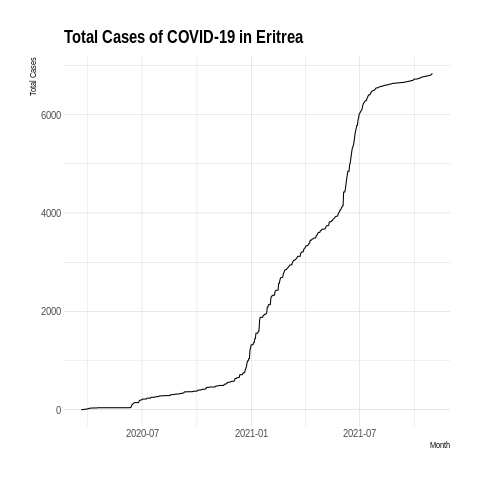 Total Cases of COVID-19 in Eritrea
Total Cases
6000
4000
2000
0
2020-07 2021-01 2021-07
Month